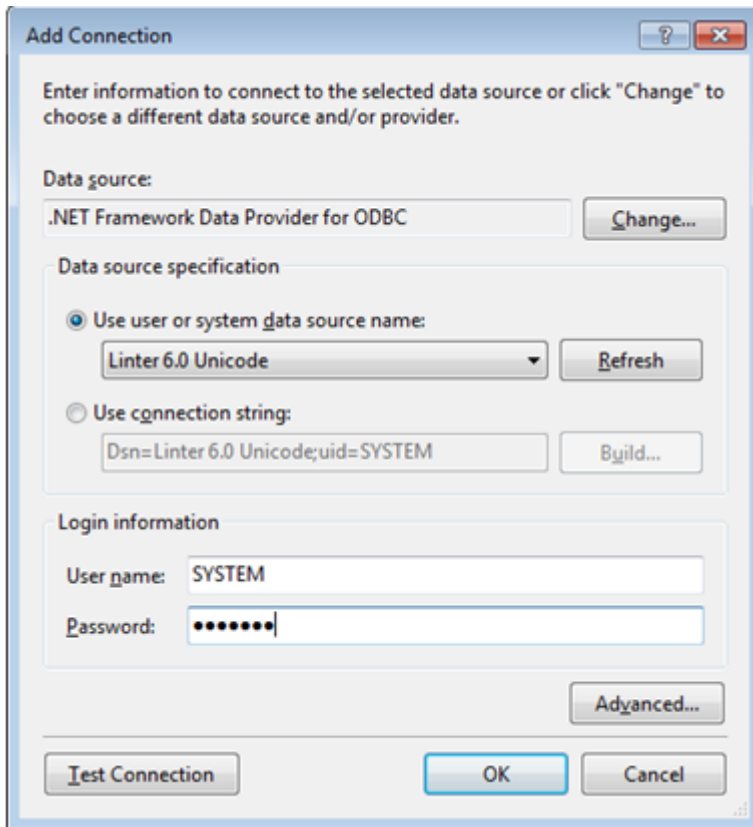 Add Connection
Enter information to connect to the selected data source or click "Change" to
choose a different data source and/or provider.
Data source:
.NET Framework Data Provider for ODBC
Change...
Data source specification
Use user or system data source name:
Linter 6.0 Unicode
Refresh
Use connection string:
Dsn=Linter 6.0 Unicode;uid=SYSTEM
Build...
Login information
User name:
SYSTEM
Password:
●●●●●●●
Advanced...
Test Connection
OK
Cancel